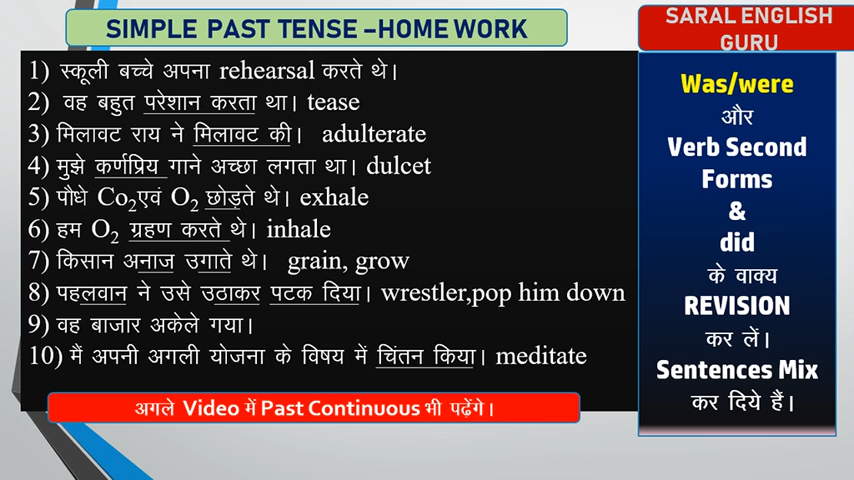 SIMPLE PAST TENSE –HOME WORK
1) स्कूली बच्चे अपना rehearsal करते थे।
2) वह बहुत परेशान करता था। tease
3) मिलावट राय ने मिलावट की। adulterate
4) मुझे कर्णप्रिय गाने अच्छा लगता था। dulcet
5) पौधे Co₂एवं O₂ छोड़ते थे। exhale
6) हम O₂ ग्रहण करते थे। inhale
7) किसान अनाज उगाते थे। grain, grow
8) पहलवान ने उसे उठाकर पटक दिया। wrestler,pop him down
9) वह बाजार अकेले गया।
10) मैं अपनी अगली योजना के विषय में चिंतन किया। meditate
अगले Video में Past Continuous भी पढ़ेंगे।
SARAL ENGLISH
GURU
Was/were
और
Verb Second
Forms
&
did
के वाक्य
REVISION
कर लें।
Sentences Mix
कर दिये हैं।